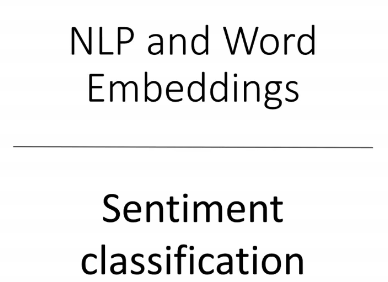 NLP and Word
Embeddings
Sentiment
classification